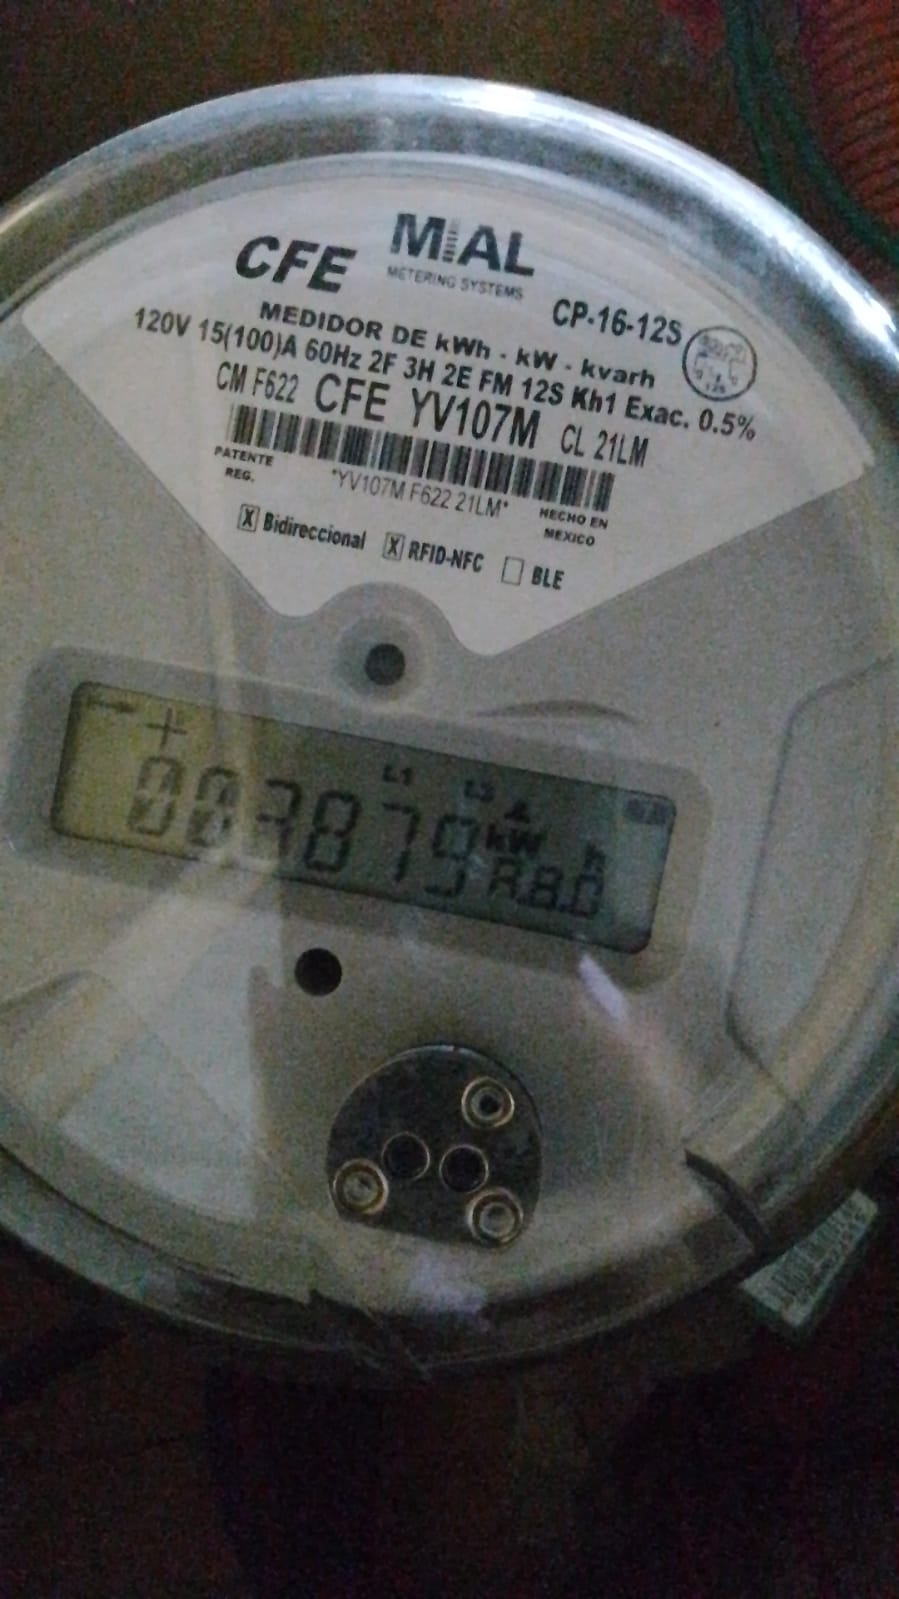 CFE MIAL
METERING SYSTEMS
CP-16-12S
MEDIDOR DE kWh - kW - kvarh
120V 15(100)A 60Hz 2F 3H 2E FM 12S Kh1 Exac. 0.5%
CM F622 CFE YV107M CL 21LM
PATENTE
REG.
*YV107M F622 21LM*
HECHO EN
MEXICO
X Bidireccional X RFID-NFC BLE
L1
003879 kW h